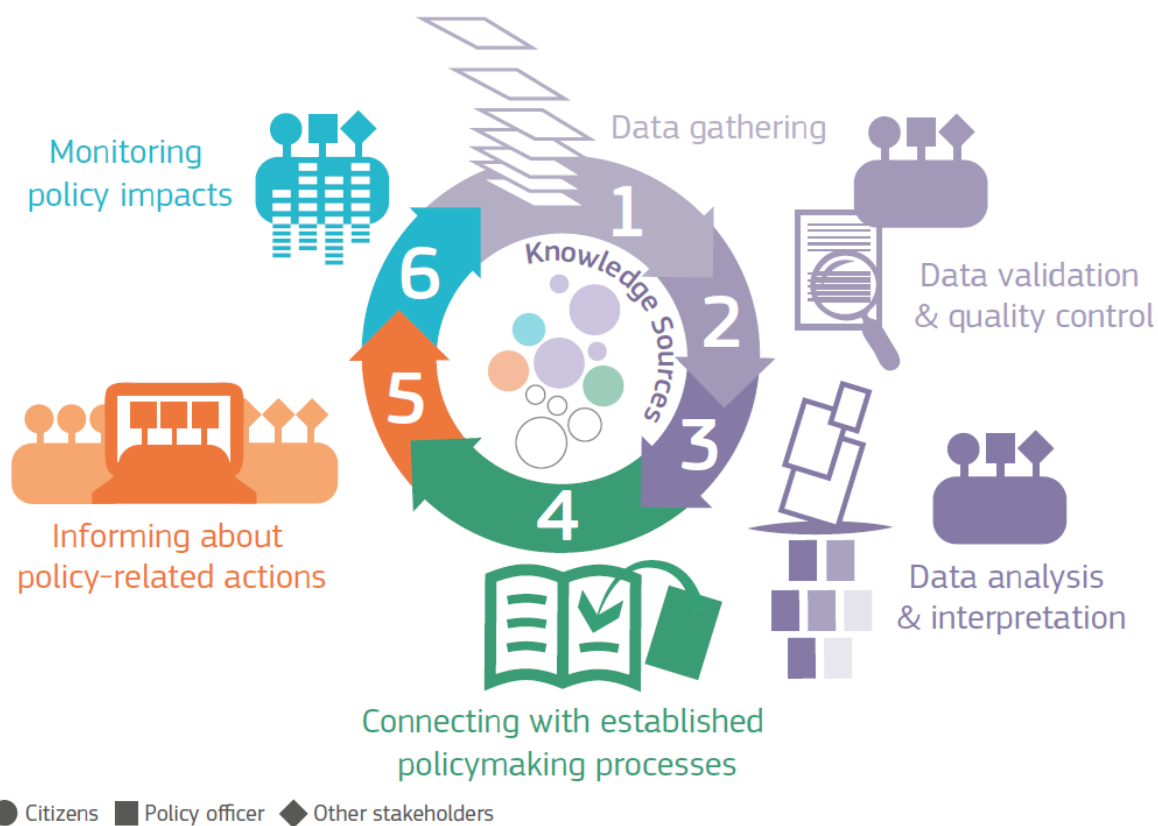 Data gathering
1
Data validation
& quality control
2
Data analysis
& interpretation
3
Connecting with established
policymaking processes
4
Informing about
policy-related actions
5
Monitoring
policy impacts
6
Knowledge Sources
Citizens
Policy officer
Other stakeholders